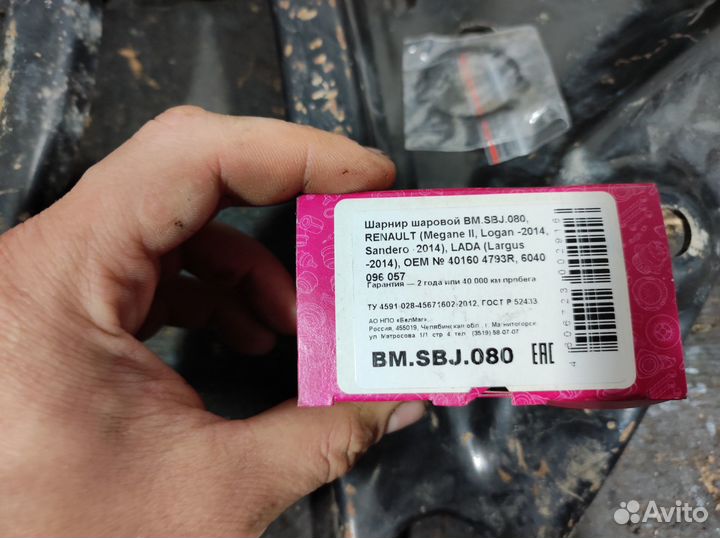 Шарнир шаровой BM.SBJ.080,
RENAULT (Megane II, Logan -2014,
Sandero -2014), LADA (Largus
-2014), OEM № 40160 4793R, 6040
096 057
Гарантия — 2 года или 40 000 км пробега
ТУ 4591-028-45671602-2012, ГОСТ Р 52433
АО НПО «БелМаг»
Россия, 455019, Челябинская обл., г. Магнитогорск
ул Матросова 1/1 стр 4, тел. (3519) 58 07-07
BM.SBJ.080
EAC
Avito